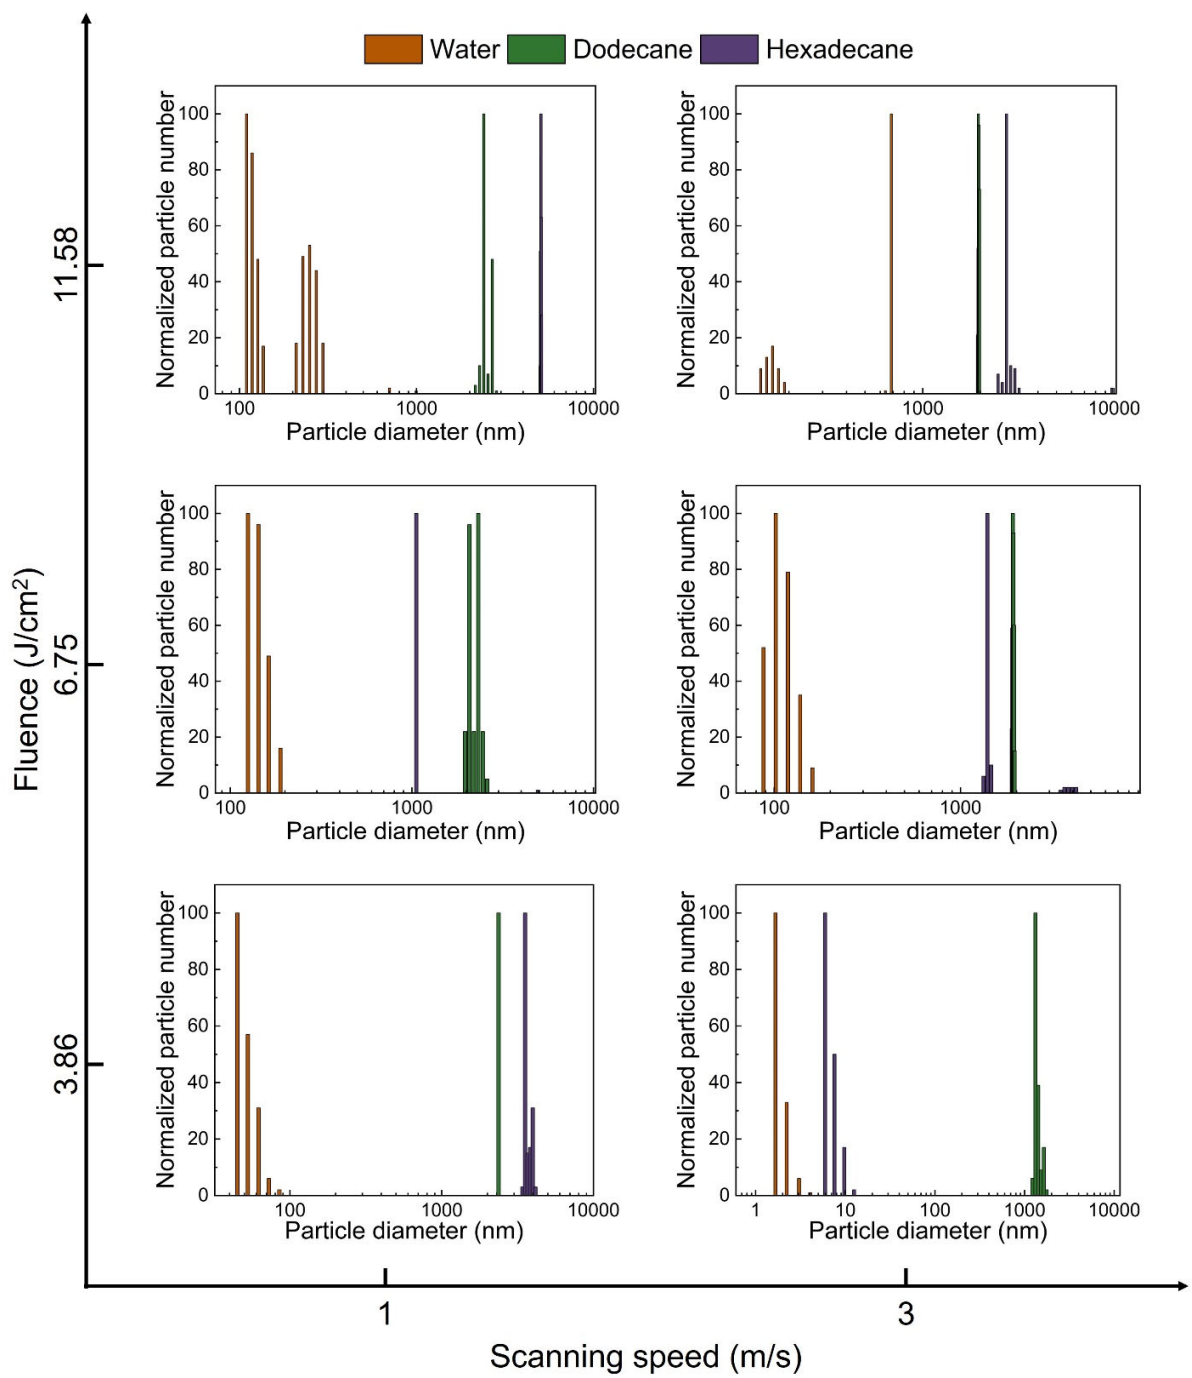 Water Dodecane Hexadecane
Normalized particle number
100
80
60
40
20
0
100 1000 10000
Particle diameter (nm)
Normalized particle number
100
80
60
40
20
0
1000 10000
Particle diameter (nm)
11.58
Normalized particle number
100
80
60
40
20
0
100 1000 10000
Particle diameter (nm)
Normalized particle number
100
80
60
40
20
0
100 1000
Particle diameter (nm)
Fluence (J/cm²)
6.75
Normalized particle number
100
80
60
40
20
0
100 1000 10000
Particle diameter (nm)
Normalized particle number
100
80
60
40
20
0
1 10 100 1000 10000
Particle diameter (nm)
3.86
1 3
Scanning speed (m/s)